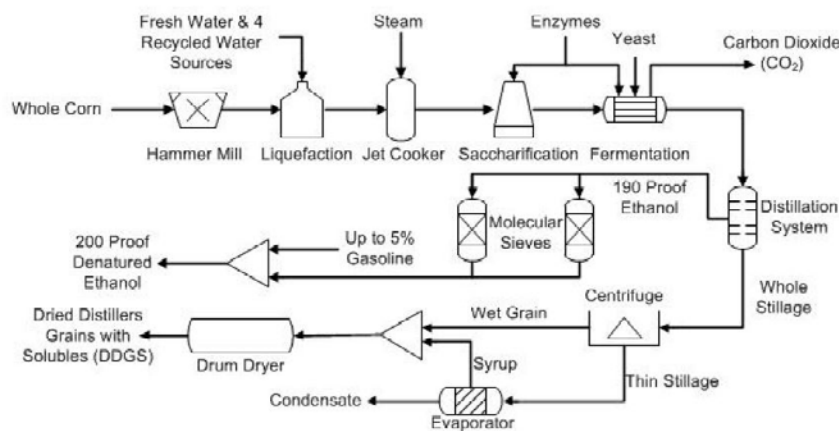 Fresh Water & 4
Recycled Water
Sources
Steam
Enzymes
Yeast
Carbon Dioxide
(CO₂)
Whole Corn
Hammer Mill
Liquefaction
Jet Cooker
Saccharification
Fermentation
190 Proof
Ethanol
Distillation
System
Molecular
Sieves
200 Proof
Denatured
Ethanol
Up to 5%
Gasoline
Whole
Stillage
Centrifuge
Wet Grain
Dried Distillers
Grains with
Solubles (DDGS)
Drum Dryer
Syrup
Thin Stillage
Condensate
Evaporator